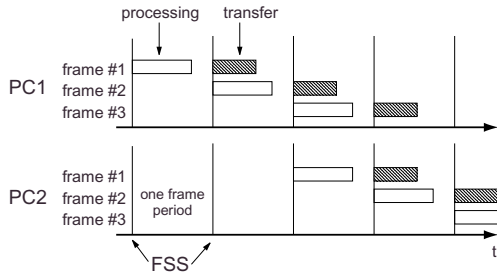 processing transfer
PC1
frame #1
frame #2
frame #3
PC2
frame #1
frame #2
frame #3
one frame
period
FSS
t